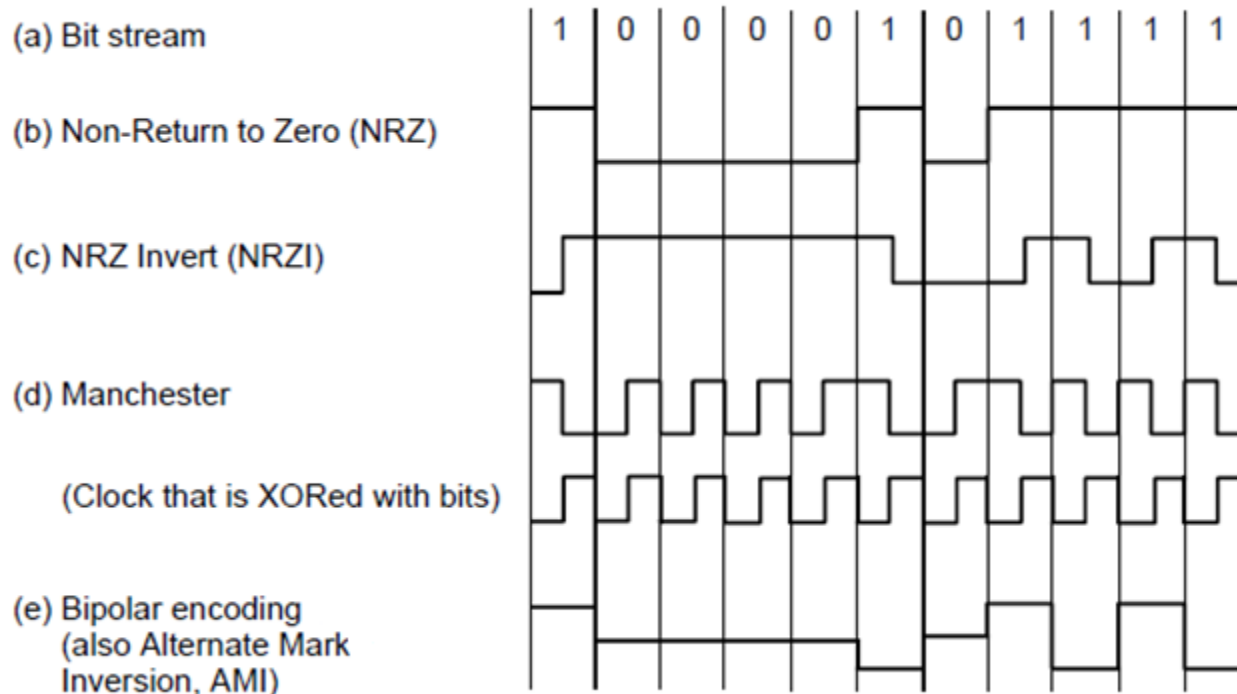 (a) Bit stream 1 0 0 0 0 1 0 1 1 1 1
(b) Non-Return to Zero (NRZ)
(c) NRZ Invert (NRZI)
(d) Manchester
(Clock that is XORed with bits)
(e) Bipolar encoding
(also Alternate Mark
Inversion, AMI)